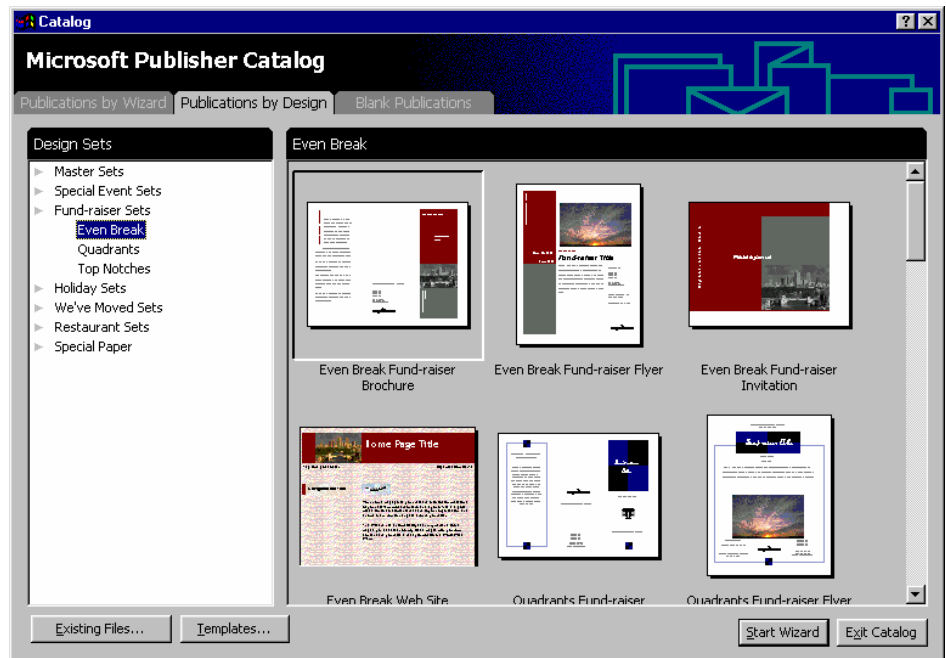 Catalog
Microsoft Publisher Catalog
Publications by Wizard
Publications by Design
Blank Publications
Design Sets
Master Sets
Special Event Sets
Fund-raiser Sets
Even Break
Quadrants
Top Notches
Holiday Sets
We've Moved Sets
Restaurant Sets
Special Paper
Even Break
Fund-raiser Title
Even Break Fund-raiser
Brochure
Even Break Fund-raiser Flyer
Even Break Fund-raiser
Invitation
Home Page Title
Even Break Web Site
Quadrants Fund-raiser
Quadrants Fund-raiser Flyer
Existing Files...
Templates...
Start Wizard
Exit Catalog